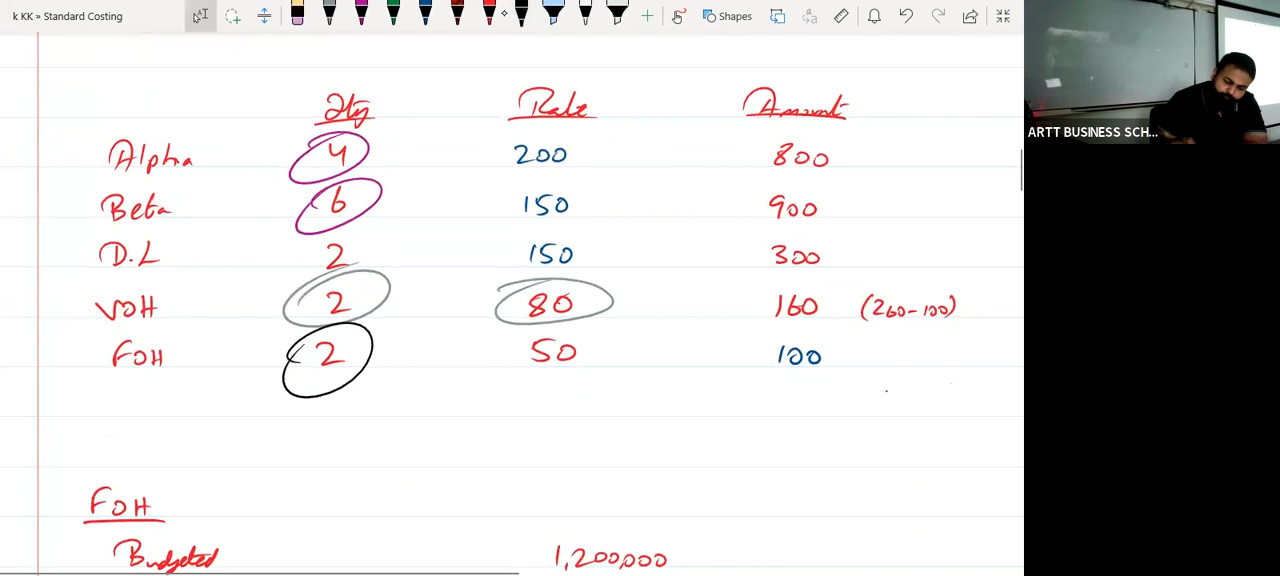 k KK » Standard Costing
Shapes
Qty Rate Amount
Alpha 4 200 800
Beta 6 150 900
D.L 2 150 300
VOH 2 80 160 (260-100)
FOH 2 50 100
FOH
Budgeted 1,200,000
ARTT BUSINESS SCH...